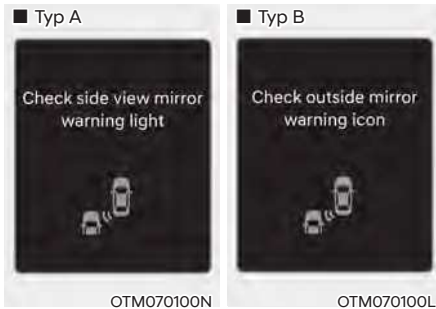 ■ Typ A
Check side view mirror
warning light
OTM070100N
■ Typ B
Check outside mirror
warning icon
OTM070100L